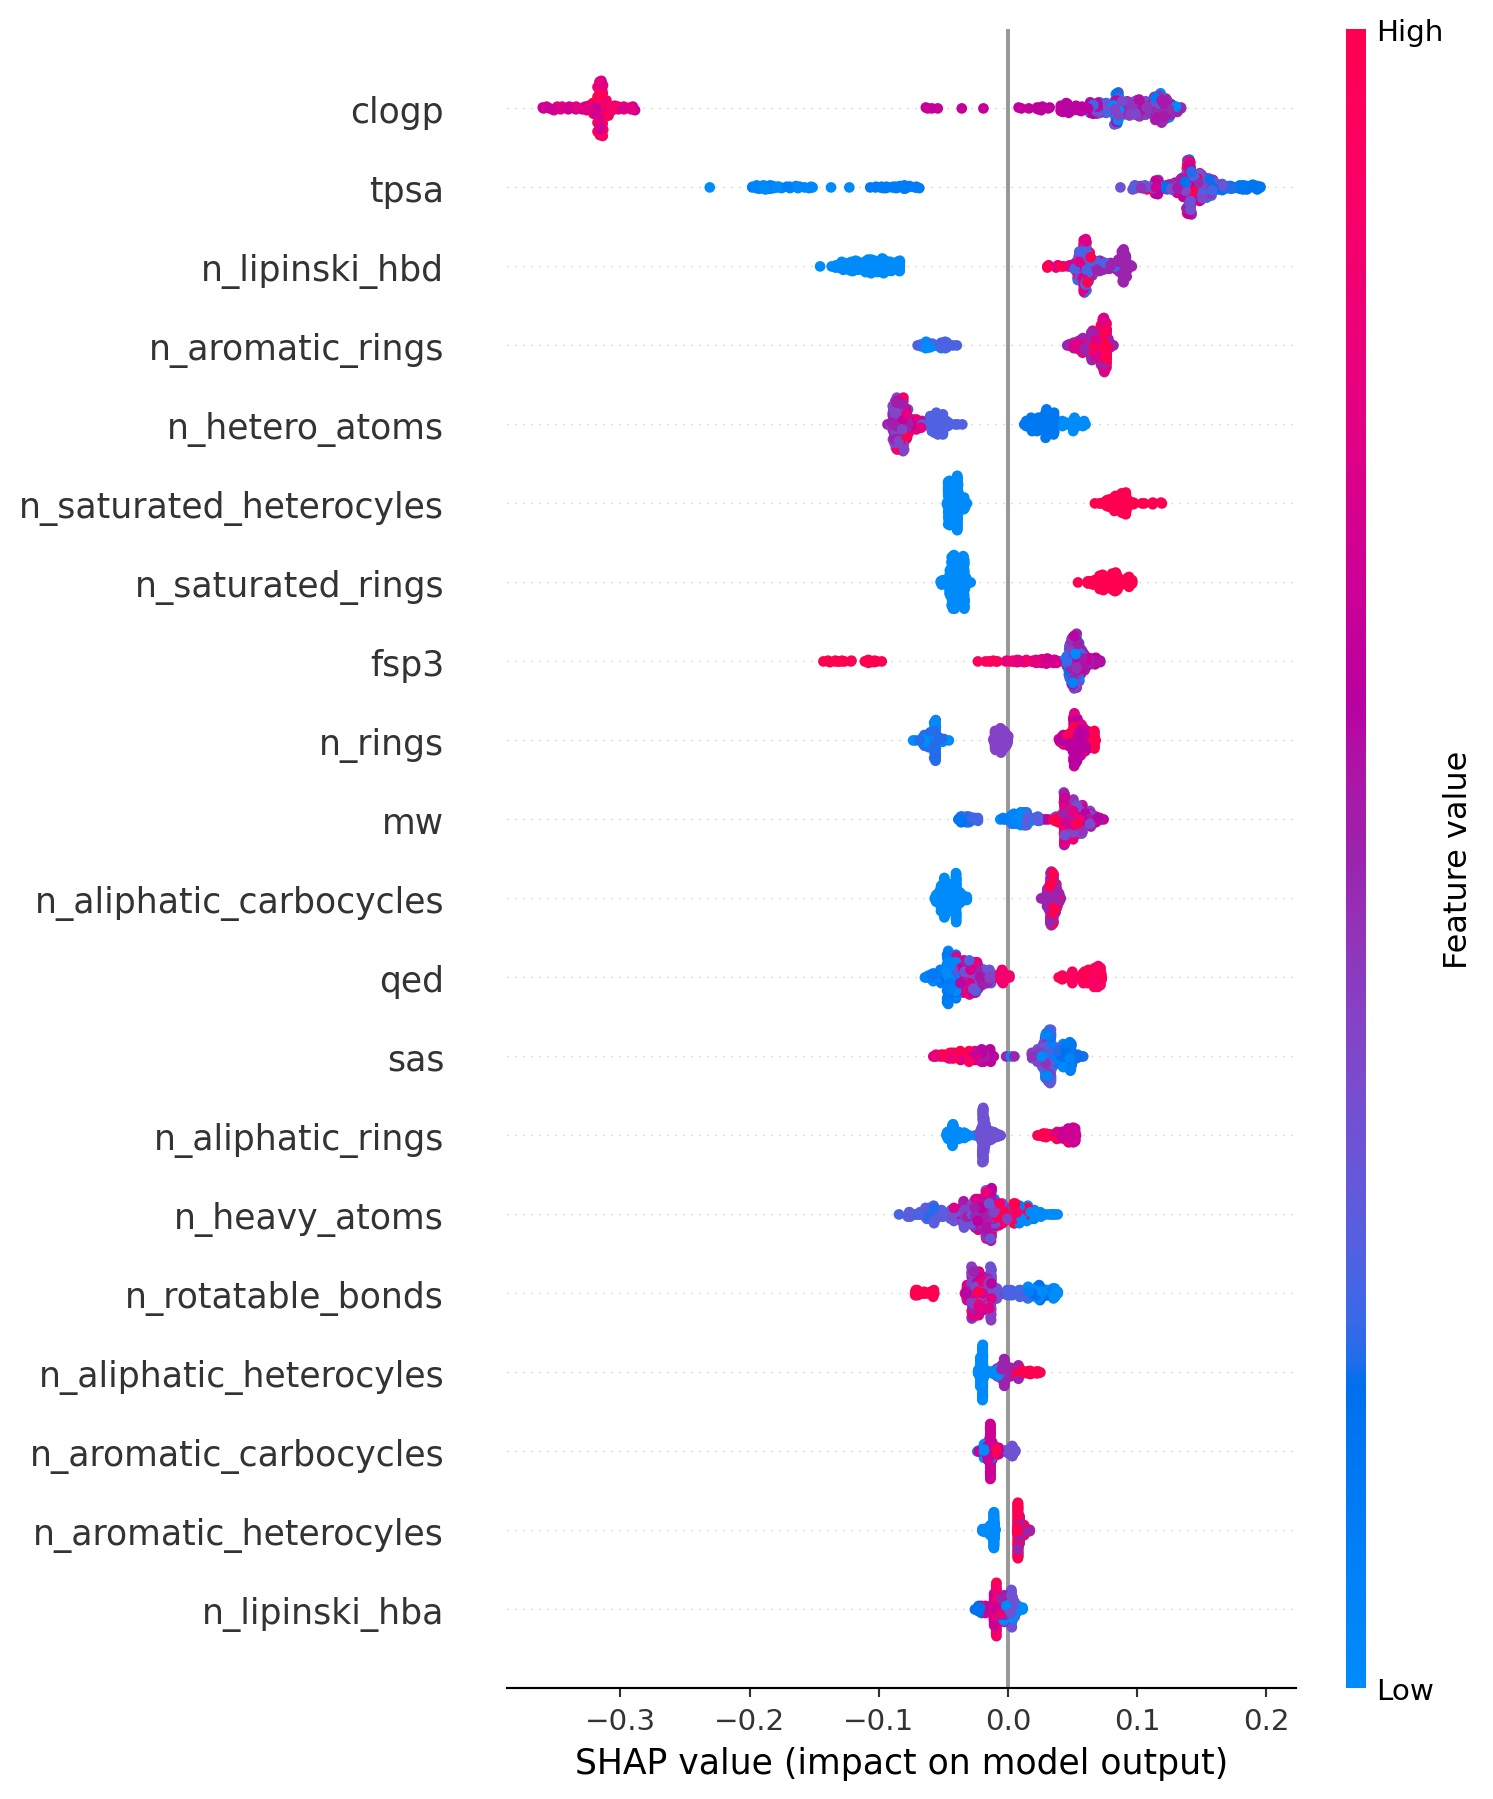 High
clogp
tpsa
n_lipinski_hbd
n_aromatic_rings
n_hetero_atoms
n_saturated_heterocyles
n_saturated_rings
fsp3
n_rings
mw
n_aliphatic_carbocycles
qed
sas
n_aliphatic_rings
n_heavy_atoms
n_rotatable_bonds
n_aliphatic_heterocyles
n_aromatic_carbocycles
n_aromatic_heterocyles
n_lipinski_hba
Feature value
Low
−0.3 −0.2 −0.1 0.0 0.1 0.2
SHAP value (impact on model output)